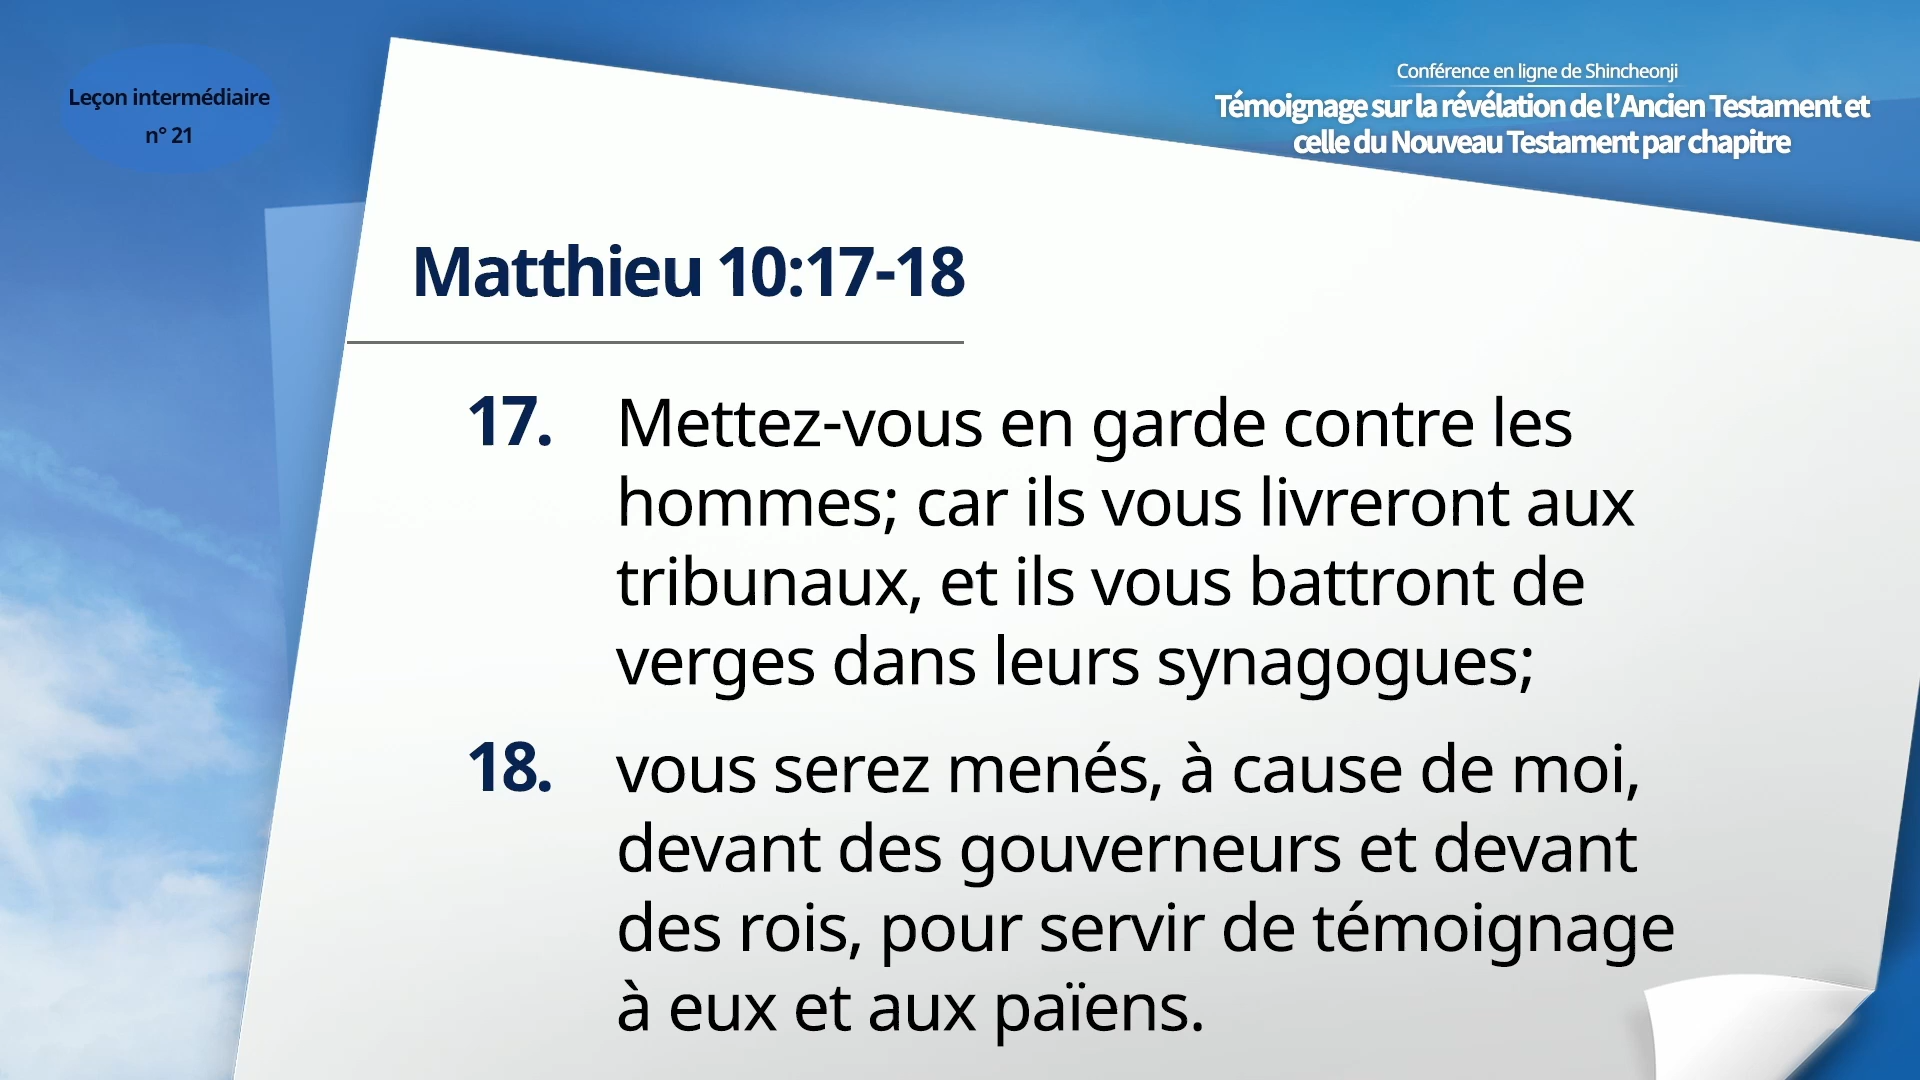 Leçon intermédiaire
n° 21
Conférence en ligne de Shincheonji
Témoignage sur la révélation de l’Ancien Testament et
celle du Nouveau Testament par chapitre
Matthieu 10:17-18
17. Mettez-vous en garde contre les
hommes; car ils vous livreront aux
tribunaux, et ils vous battront de
verges dans leurs synagogues;
18. vous serez menés, à cause de moi,
devant des gouverneurs et devant
des rois, pour servir de témoignage
à eux et aux païens.